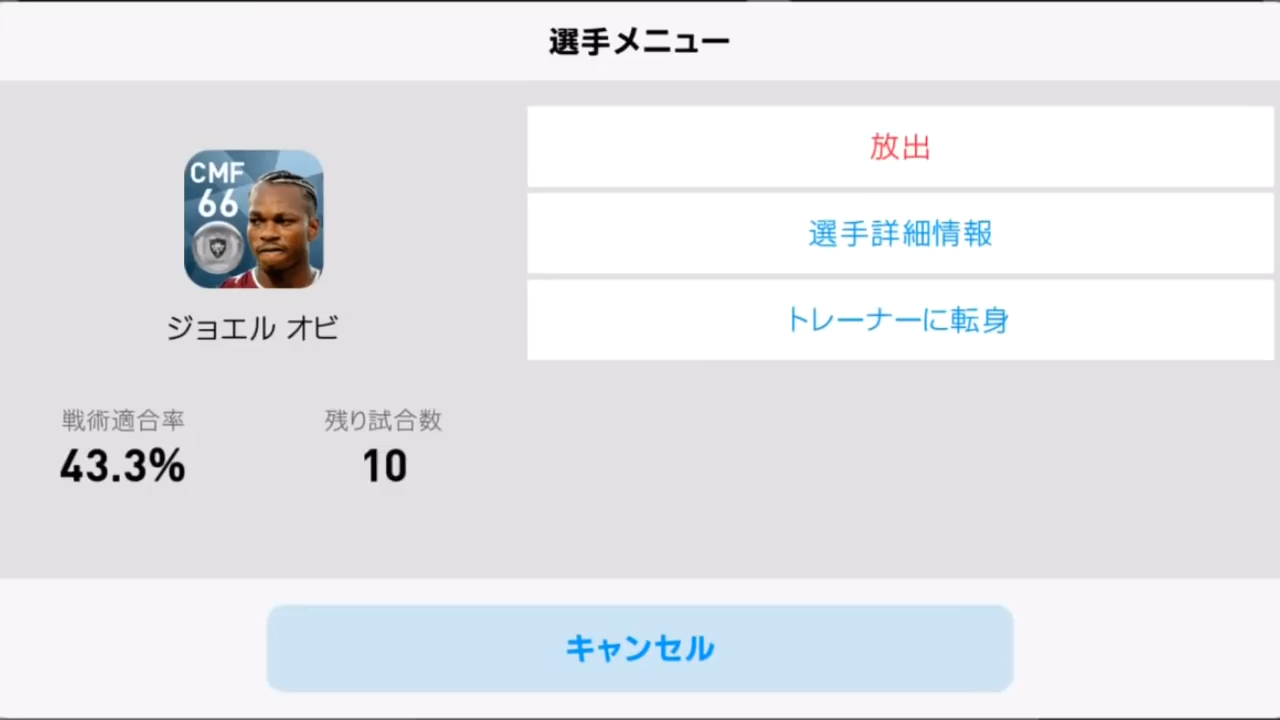 選手メニュー
CMF
66
ジョエル オビ
戦術適合率
43.3%
残り試合数
10
放出
選手詳細情報
トレーナーに転身
キャンセル